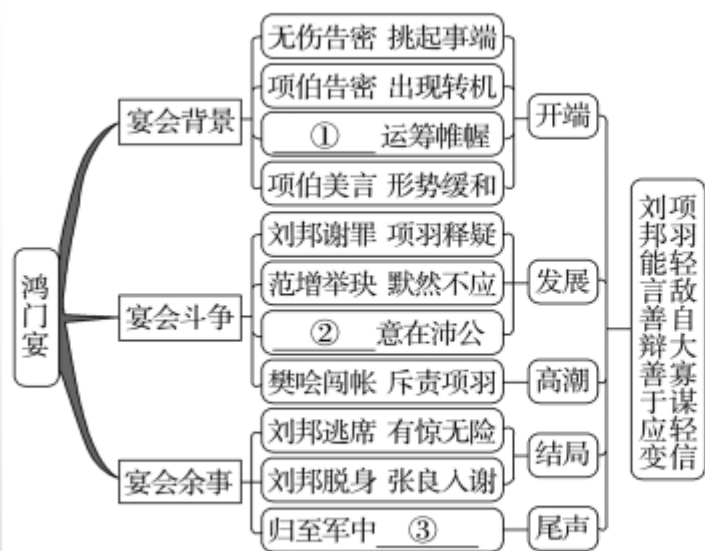 鸿门宴
宴会背景
无伤告密 挑起事端
项伯告密 出现转机
①____ 运筹帷幄
项伯美言 形势缓和
开端
宴会斗争
刘邦谢罪 项羽释疑
范增举玦 默然不应
②____ 意在沛公
发展
樊哙闯帐 斥责项羽
高潮
宴会余事
刘邦逃席 有惊无险
刘邦脱身 张良入谢
结局
归至军中 ③____
尾声
项羽轻敌自大寡谋轻信
刘邦能言善辩善于应变